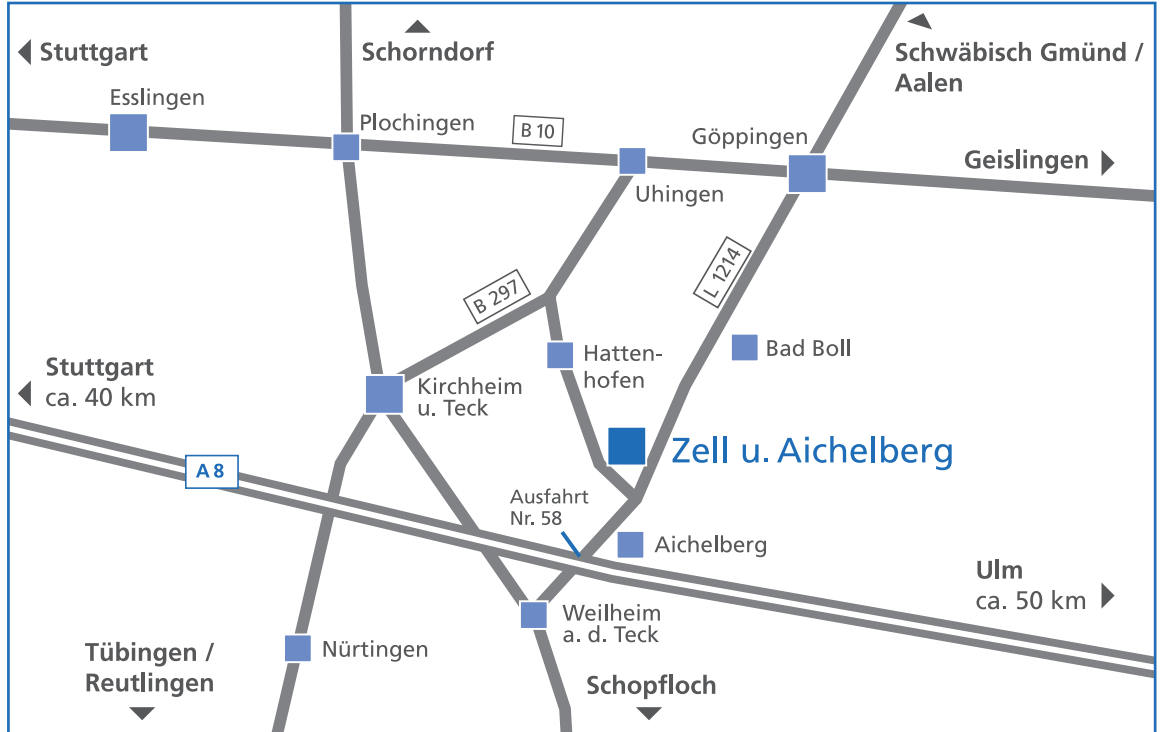 Stuttgart
Schorndorf
Schwäbisch Gmünd /
Aalen
Esslingen
Plochingen
B 10
Göppingen
Geislingen
Uhingen
L 1214
B 297
Bad Boll
Hatten-
hofen
Stuttgart
ca. 40 km
Kirchheim
u. Teck
Zell u. Aichelberg
A 8
Ausfahrt
Nr. 58
Aichelberg
Ulm
ca. 50 km
Weilheim
a. d. Teck
Nürtingen
Tübingen /
Reutlingen
Schopfloch